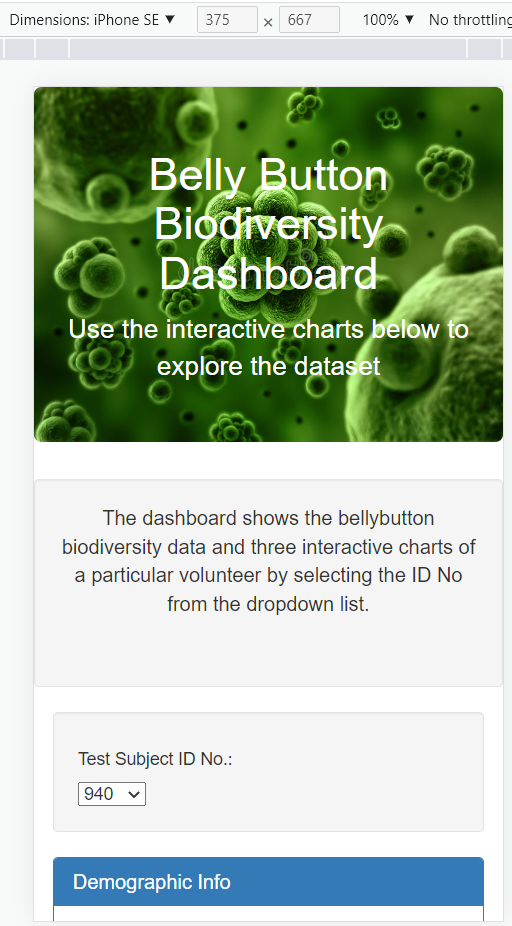 Dimensions: iPhone SE ▼ 375 × 667 100% ▼ No throttling
Belly Button
Biodiversity
Dashboard
Use the interactive charts below to
explore the dataset
The dashboard shows the bellybutton
biodiversity data and three interactive charts of
a particular volunteer by selecting the ID No
from the dropdown list.
Test Subject ID No.:
940
Demographic Info